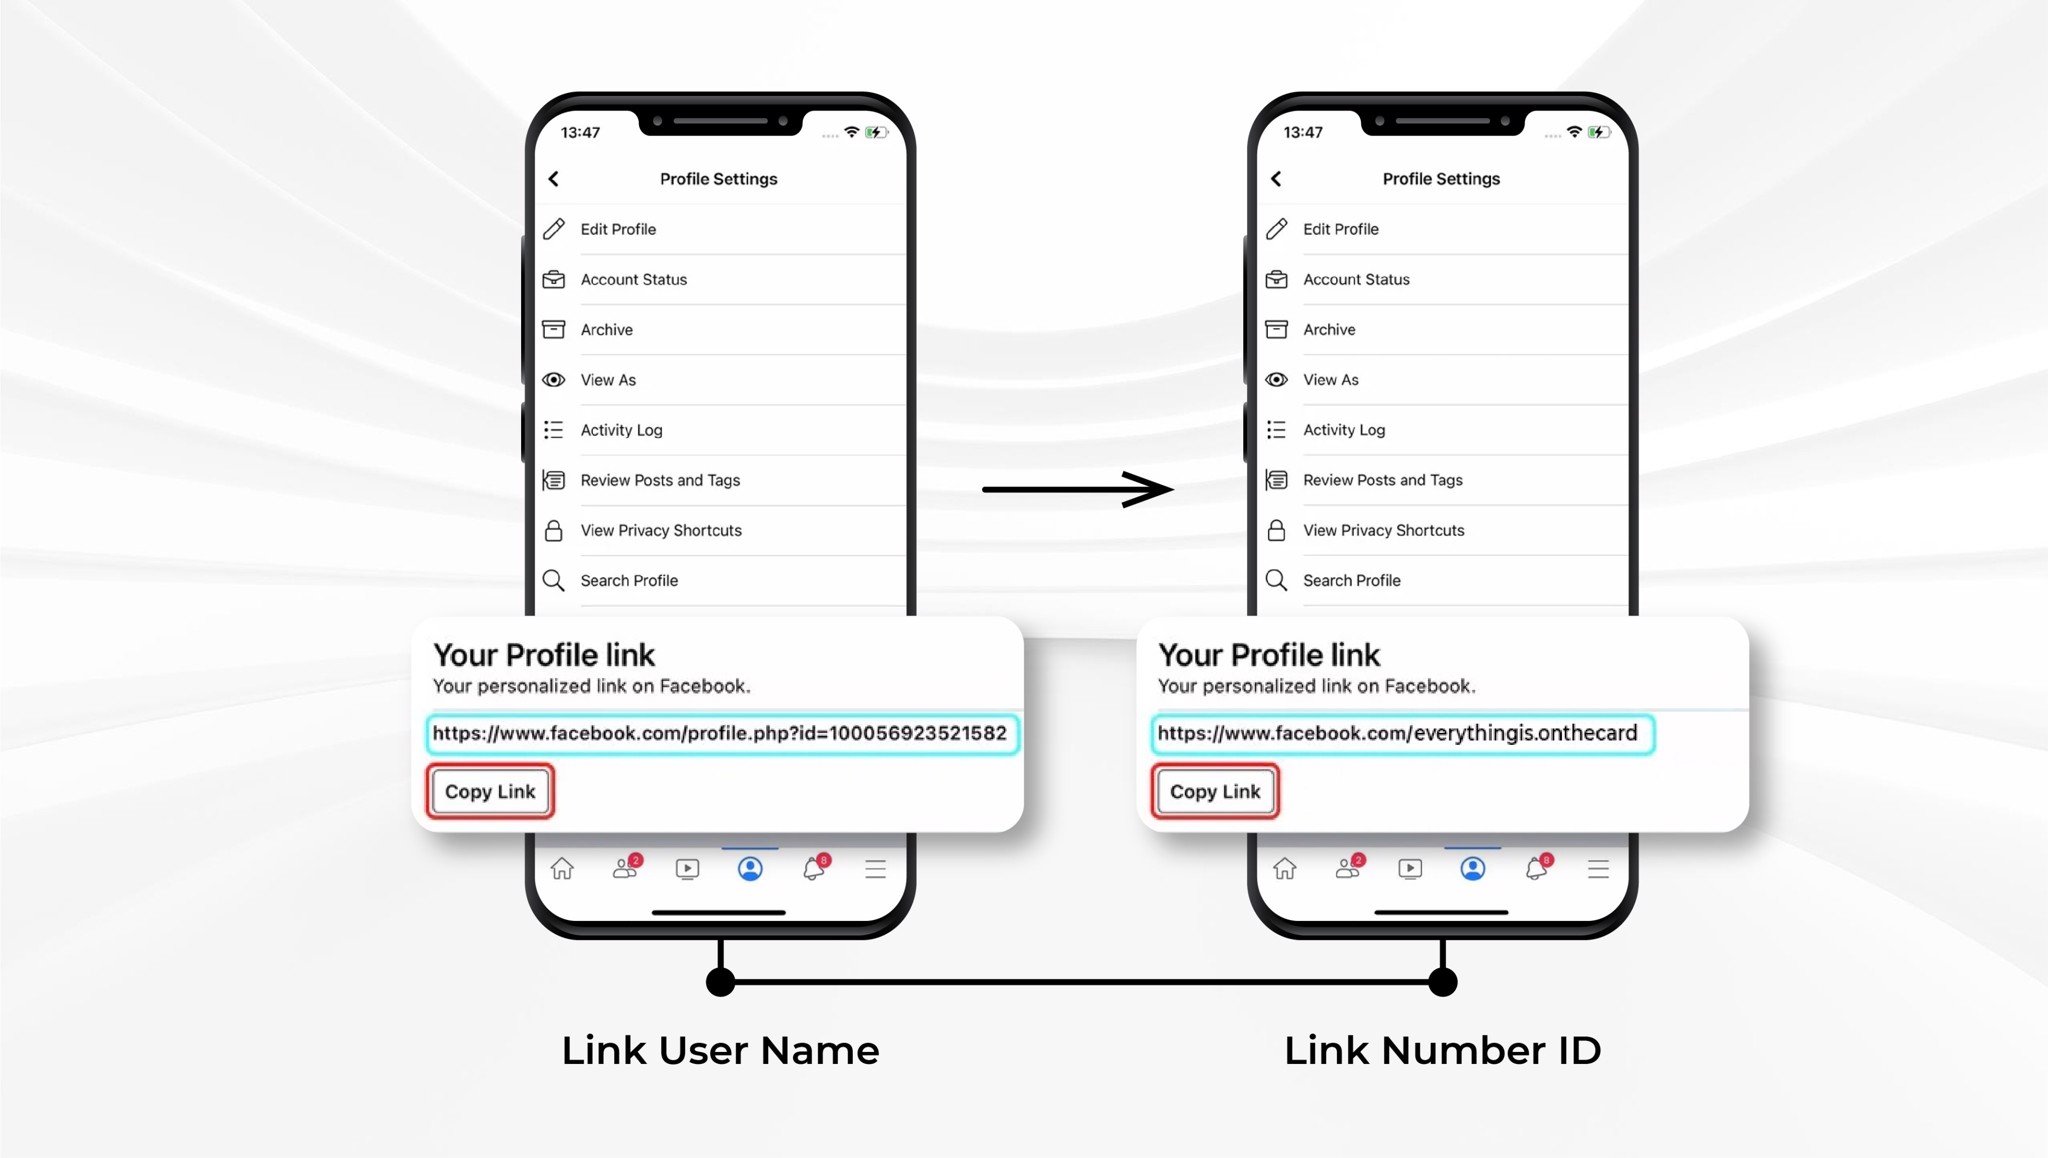 13:47
Profile Settings
Edit Profile
Account Status
Archive
View As
Activity Log
Review Posts and Tags
View Privacy Shortcuts
Search Profile
Your Profile link
Your personalized link on Facebook.
https://www.facebook.com/profile.php?id=100056923521582
Copy Link
2
8
Link User Name
13:47
Profile Settings
Edit Profile
Account Status
Archive
View As
Activity Log
Review Posts and Tags
View Privacy Shortcuts
Search Profile
Your Profile link
Your personalized link on Facebook.
https://www.facebook.com/everythingis.onthecard
Copy Link
2
8
Link Number ID